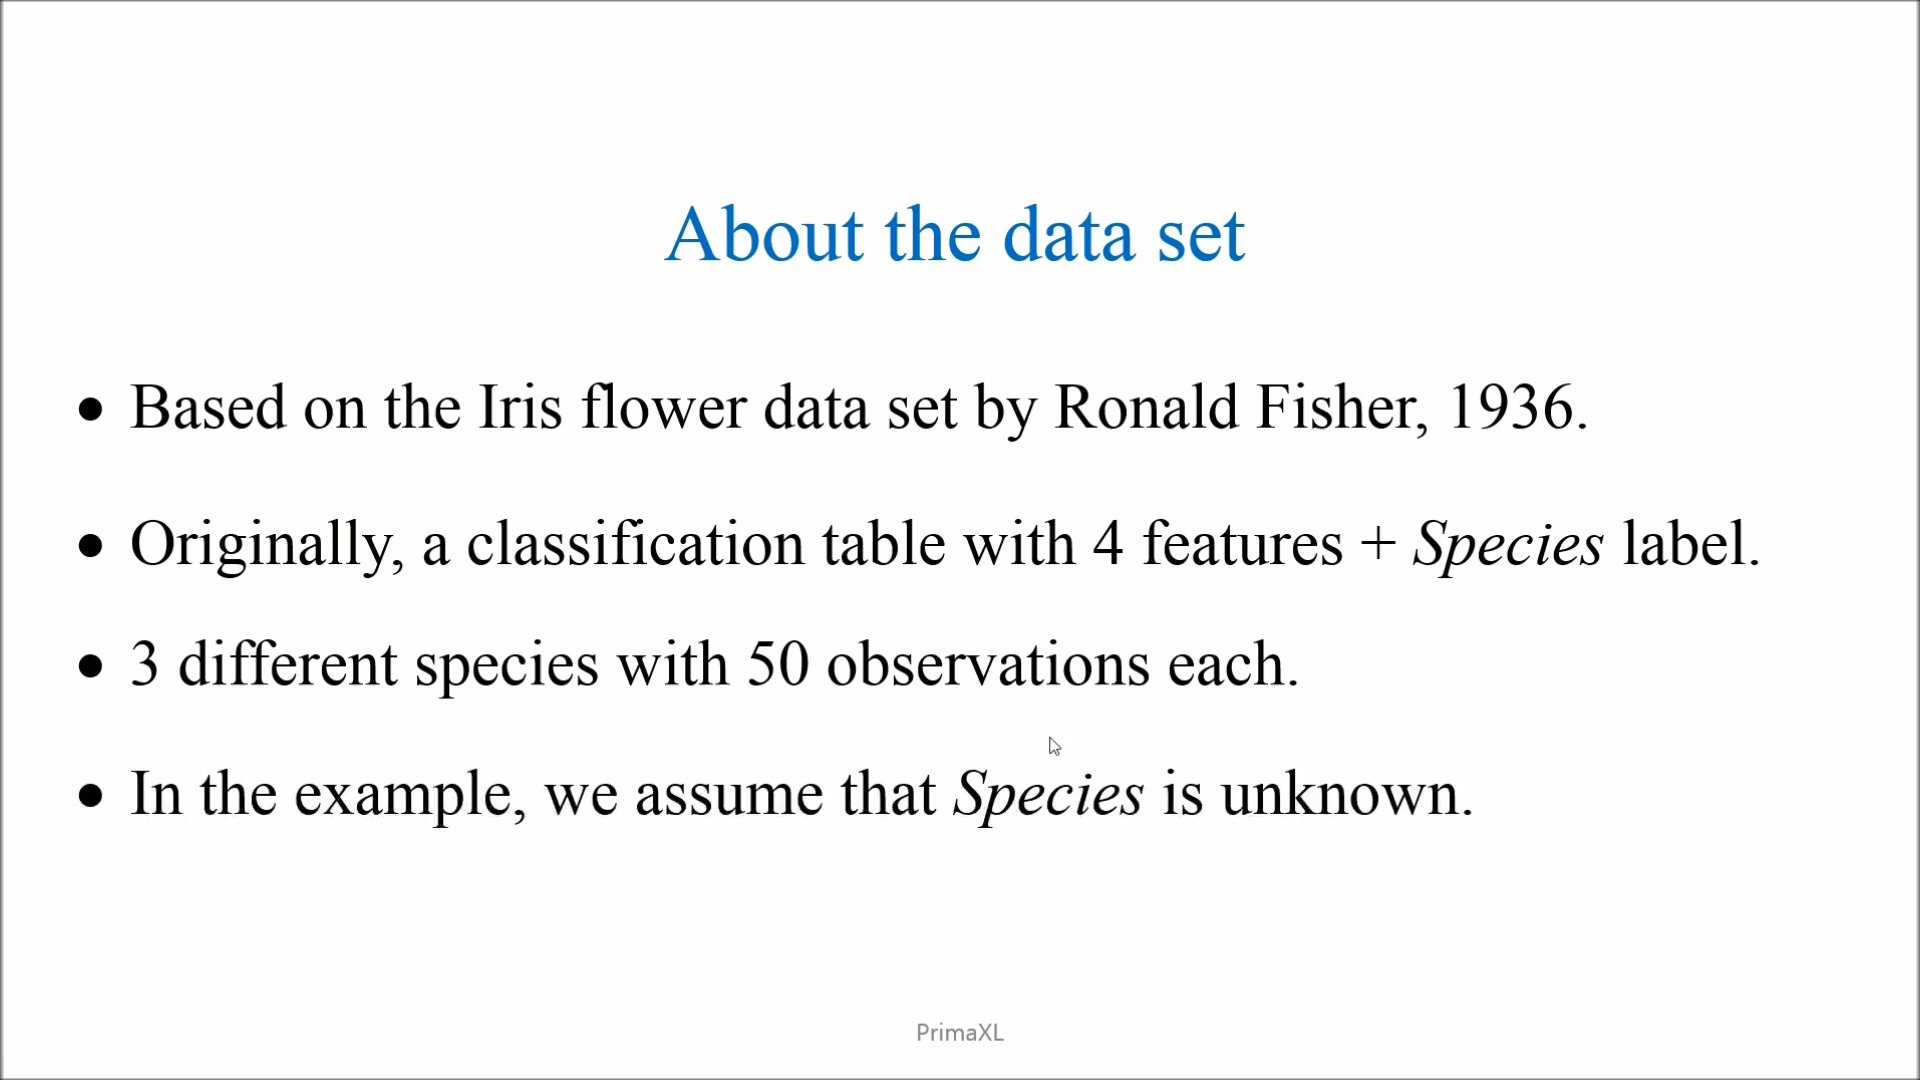 About the data set
• Based on the Iris flower data set by Ronald Fisher, 1936.
• Originally, a classification table with 4 features + Species label.
• 3 different species with 50 observations each.
• In the example, we assume that Species is unknown.
PrimaXL